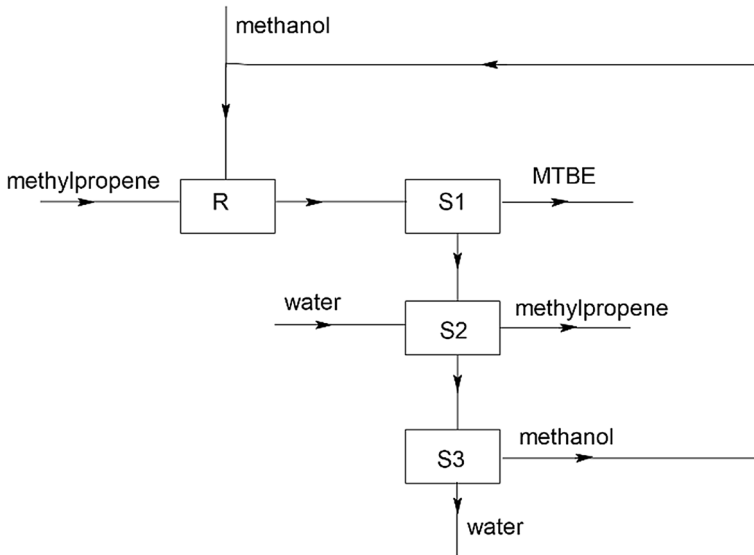 methanol
methylpropene
R
S1
MTBE
water
S2
methylpropene
S3
methanol
water